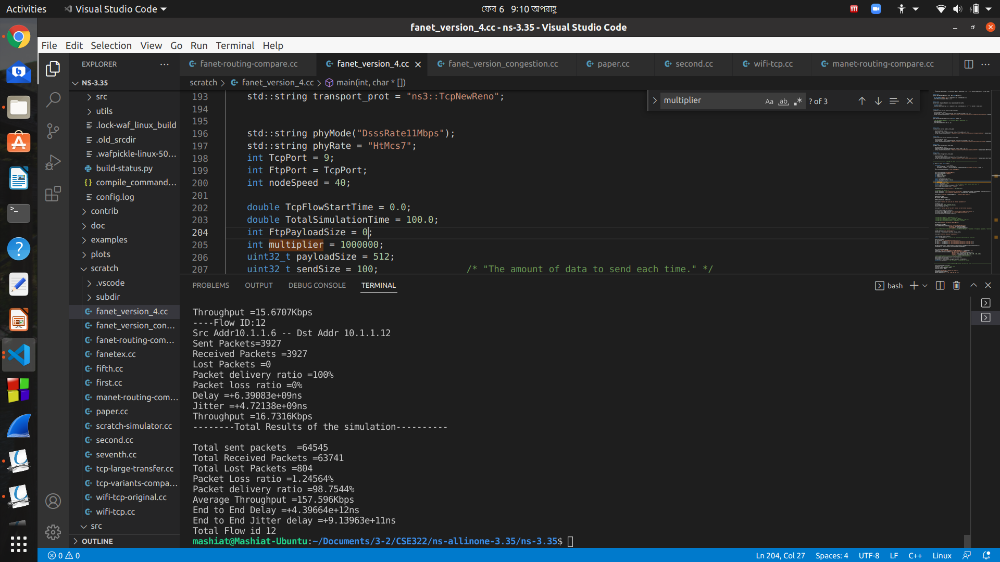 Activities
Visual Studio Code
ফেব 6 9:10 অপরাহ্ণ
fanet_version_4.cc - ns-3.35 - Visual Studio Code
File Edit Selection View Go Run Terminal Help
EXPLORER
fanet-routing-compare.cc
fanet_version_4.cc
fanet_version_congestion.cc
paper.cc
second.cc
wifi-tcp.cc
manet-routing-compare.cc
scratch > fanet_version_4.cc > main(int, char * [])
NS-3.35
src
utils
.lock-waf_linux_build
.old_srcdir
.wafpickle-linux-50...
build-status.py
compile_command...
config.log
contrib
doc
examples
plots
scratch
.vscode
subdir
fanet_version_4.cc
fanet_version_con...
fanet-routing-com...
fanetex.cc
fifth.cc
first.cc
manet-routing-com...
paper.cc
scratch-simulator.cc
second.cc
seventh.cc
tcp-large-transfer.cc
tcp-variants-compa...
wifi-tcp-original.cc
wifi-tcp.cc
src
OUTLINE
multiplier
Aa ab .*
? of 3
193 std::string transport_prot = "ns3::TcpNewReno";
194
195
196 std::string phyMode("DsssRate11Mbps");
197 std::string phyRate = "HtMcs7";
198 int TcpPort = 9;
199 int FtpPort = TcpPort;
200 int nodeSpeed = 40;
201
202 double TcpFlowStartTime = 0.0;
203 double TotalSimulationTime = 100.0;
204 int FtpPayloadSize = 0;
205 int multiplier = 1000000;
206 uint32_t payloadSize = 512;
207 uint32_t sendSize = 100; /* "The amount of data to send each time." */
PROBLEMS OUTPUT DEBUG CONSOLE TERMINAL
bash
Throughput =15.6707Kbps
----Flow ID:12
Src Addr10.1.1.6 -- Dst Addr 10.1.1.12
Sent Packets=3927
Received Packets =3927
Lost Packets =0
Packet delivery ratio =100%
Packet loss ratio =0%
Delay =+6.39083e+09ns
Jitter =+4.72138e+09ns
Throughput =16.7316Kbps
--------Total Results of the simulation----------
Total sent packets  =64545
Total Received Packets =63741
Total Lost Packets =804
Packet Loss ratio =1.24564%
Packet delivery ratio =98.7544%
Average Throughput =157.596Kbps
End to End Delay =+4.39664e+12ns
End to End Jitter delay =+9.13963e+11ns
Total Flow id 12
mashiat@Mashiat-Ubuntu:~/Documents/3-2/CSE322/ns-allinone-3.35/ns-3.35$
0 0
Ln 204, Col 27 Spaces: 4 UTF-8 LF C++ Linux